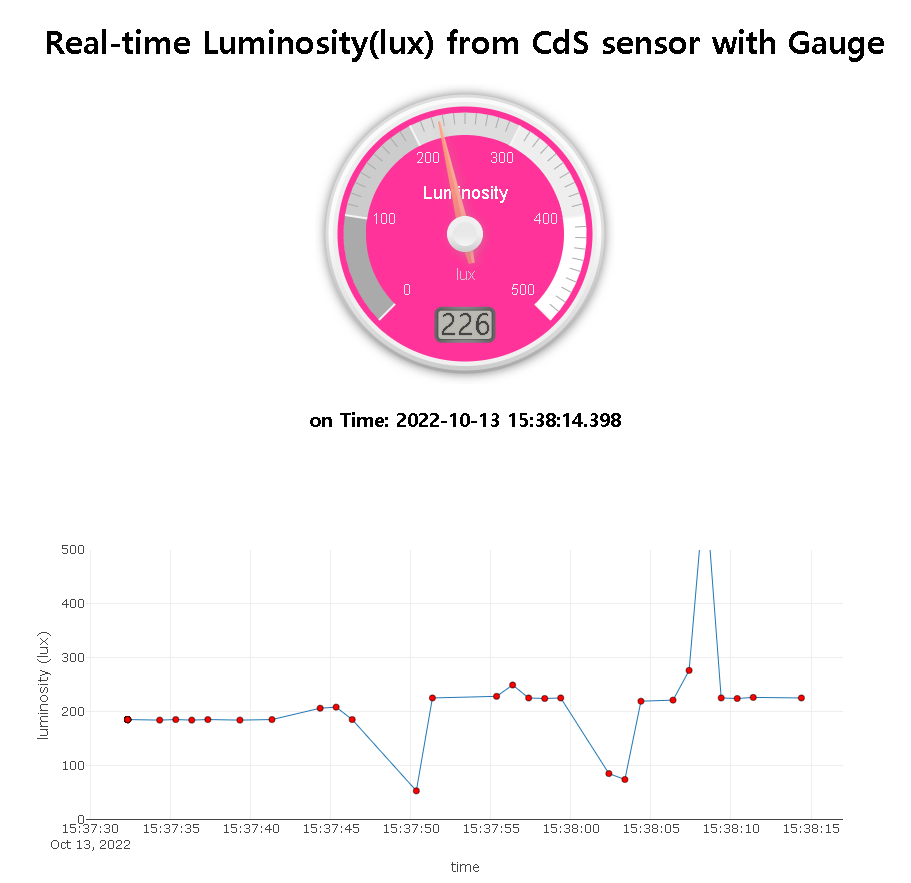 Real-time Luminosity(lux) from CdS sensor with Gauge
200 300
Luminosity
100 400
lux
0 500
226
on Time: 2022-10-13 15:38:14.398
500
400
300
200
100
0
luminosity (lux)
15:37:30 15:37:35 15:37:40 15:37:45 15:37:50 15:37:55 15:38:00 15:38:05 15:38:10 15:38:15
Oct 13, 2022
time